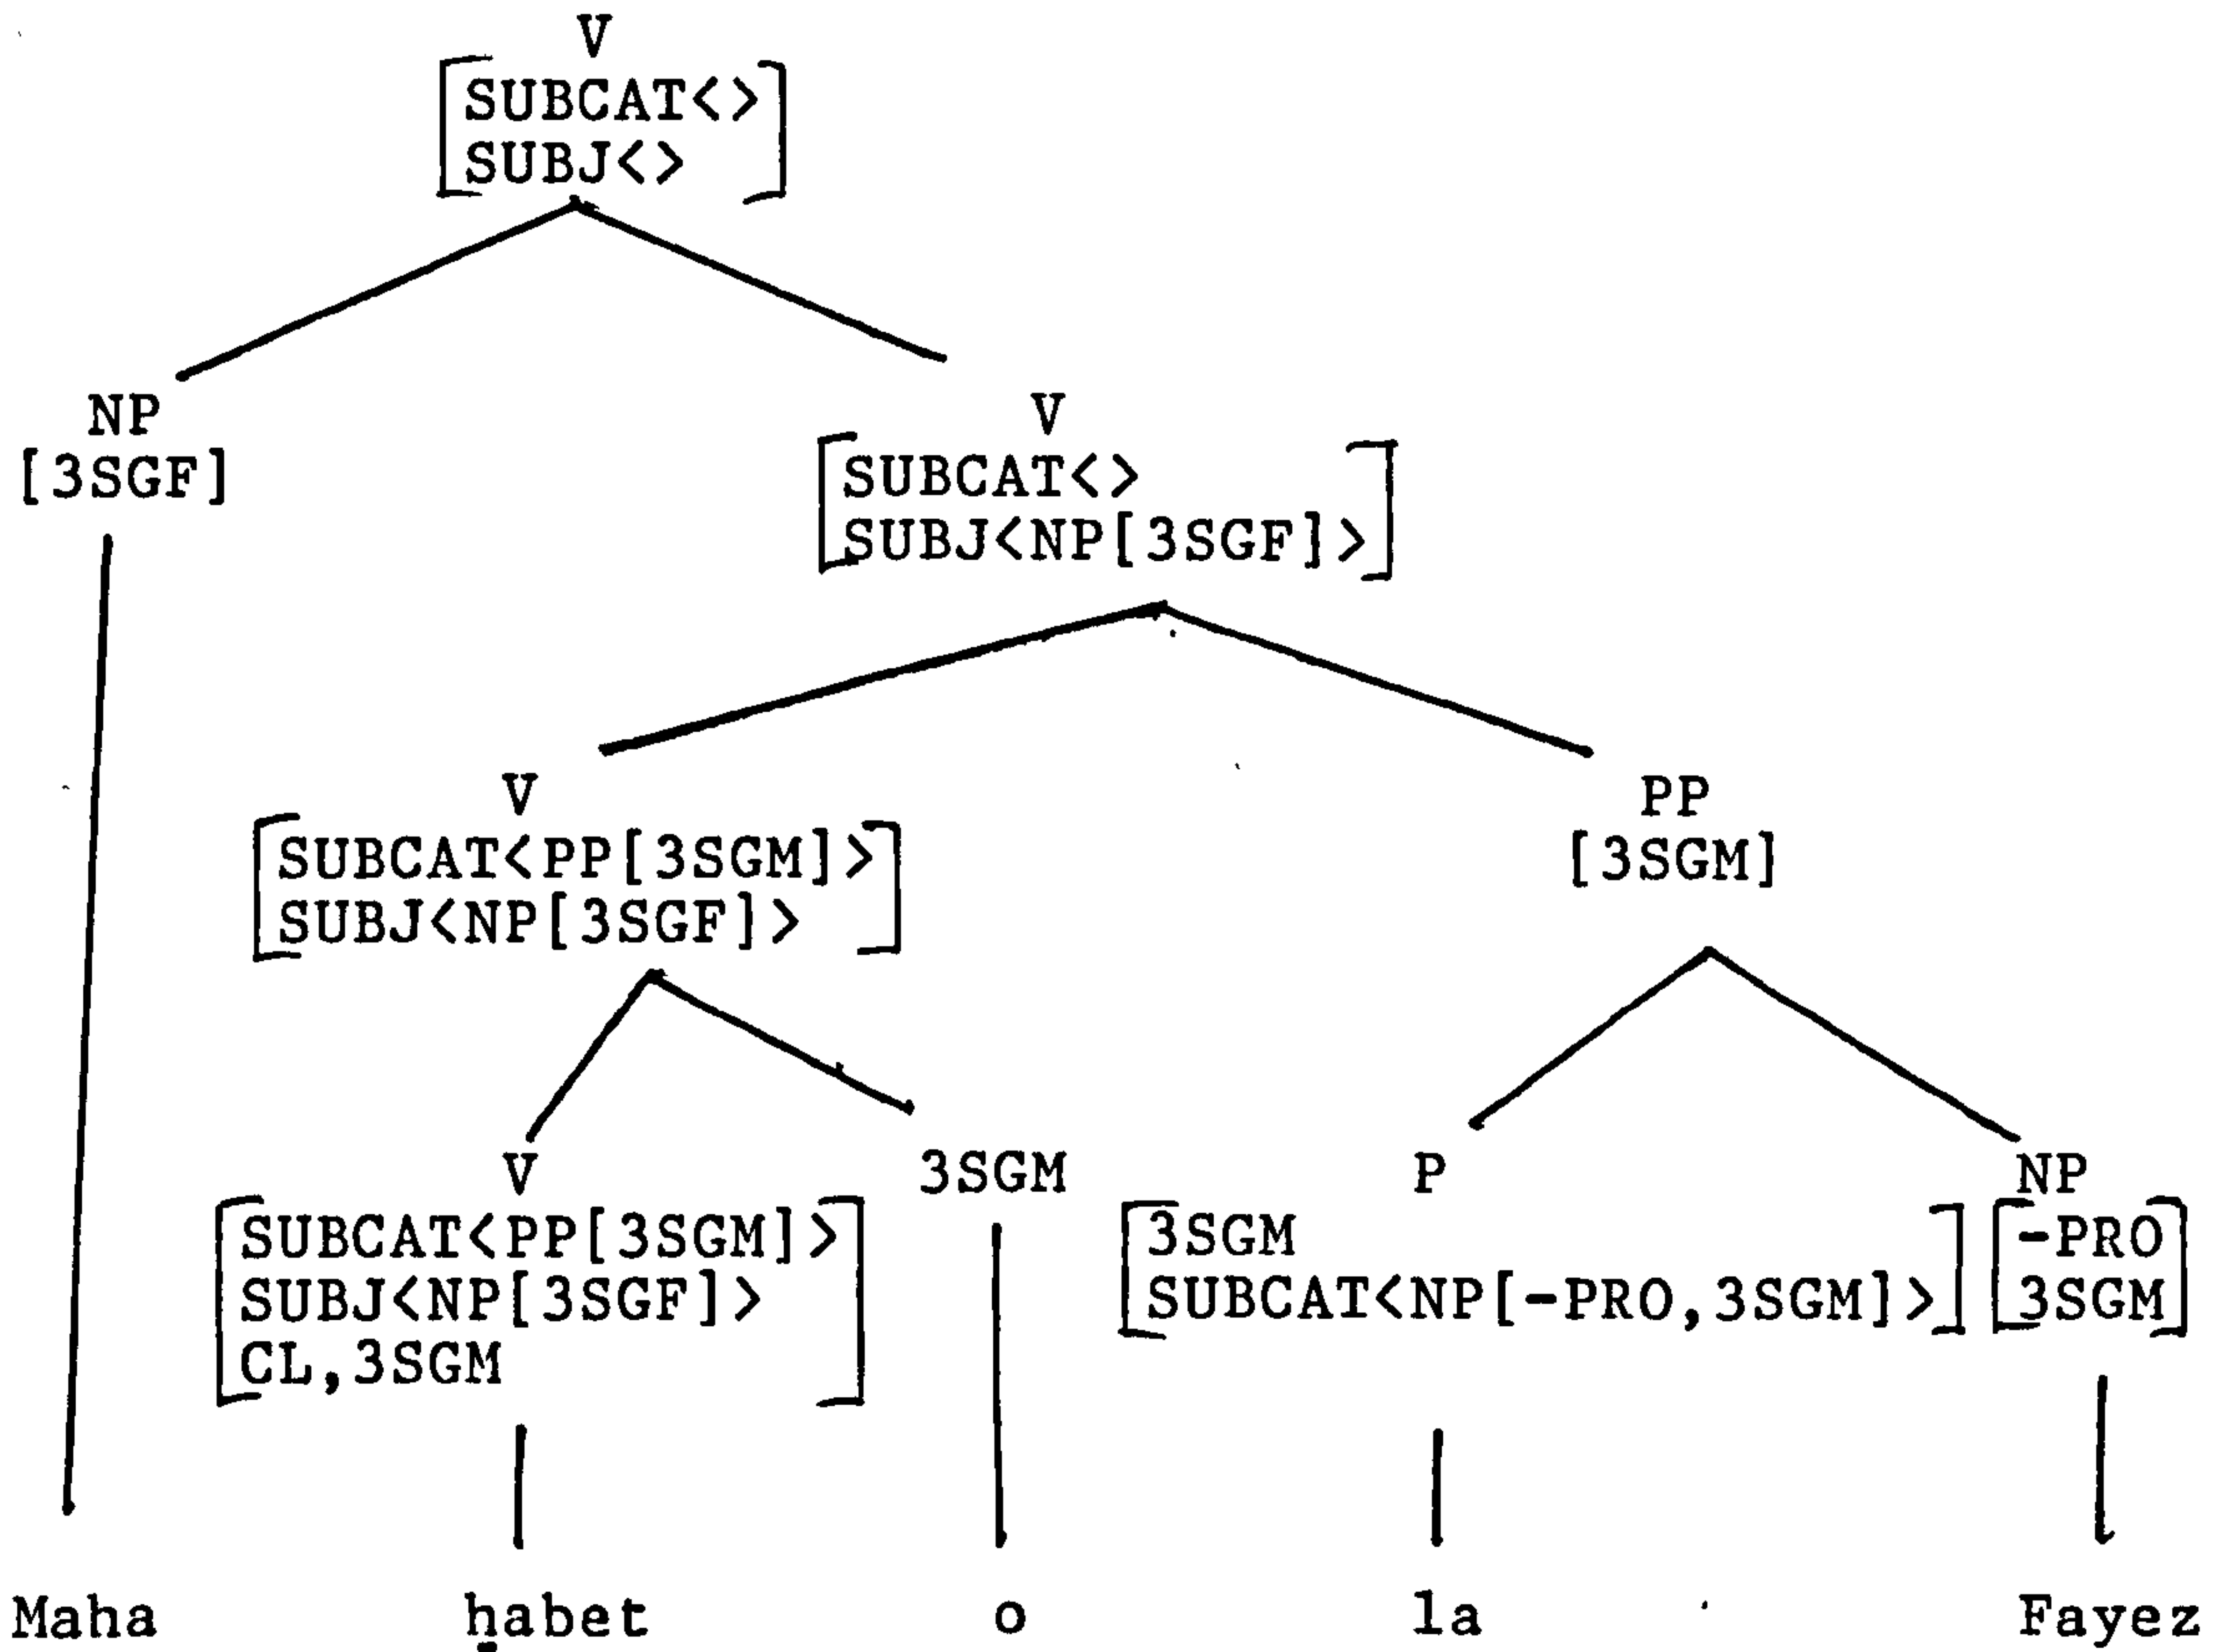 V
SUBCAT<>
SUBJ<>
NP V
[3SGF] SUBCAT<>
SUBJ<NP[3SGF]>
V PP
SUBCAT<PP[3SGM]> [3SGM]
SUBJ<NP[3SGF]>
V 3SGM P NP
SUBCAT<PP[3SGM]> 3SGM -PRO
SUBJ<NP[3SGF]> SUBCAT<NP[-PRO,3SGM]> 3SGM
CL,3SGM
Maha ḥabet o la Fayez